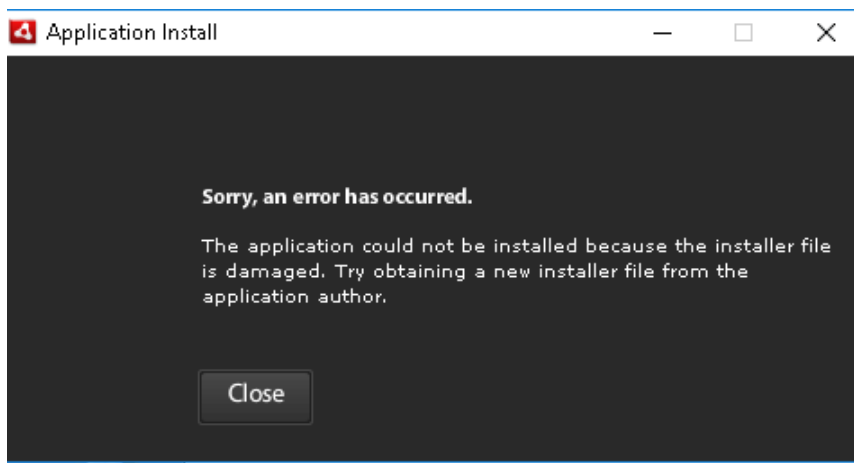 Application Install
Sorry, an error has occurred.
The application could not be installed because the installer file
is damaged. Try obtaining a new installer file from the
application author.
Close